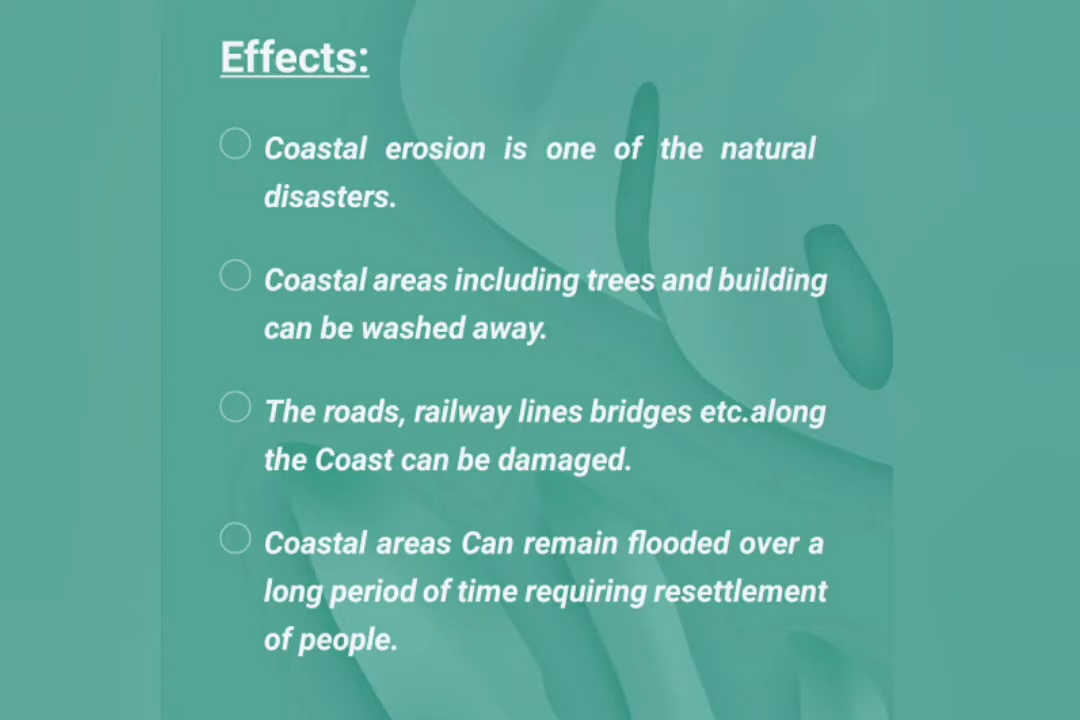 Effects:
Coastal erosion is one of the natural
disasters.
Coastal areas including trees and building
can be washed away.
The roads, railway lines bridges etc.along
the Coast can be damaged.
Coastal areas Can remain flooded over a
long period of time requiring resettlement
of people.